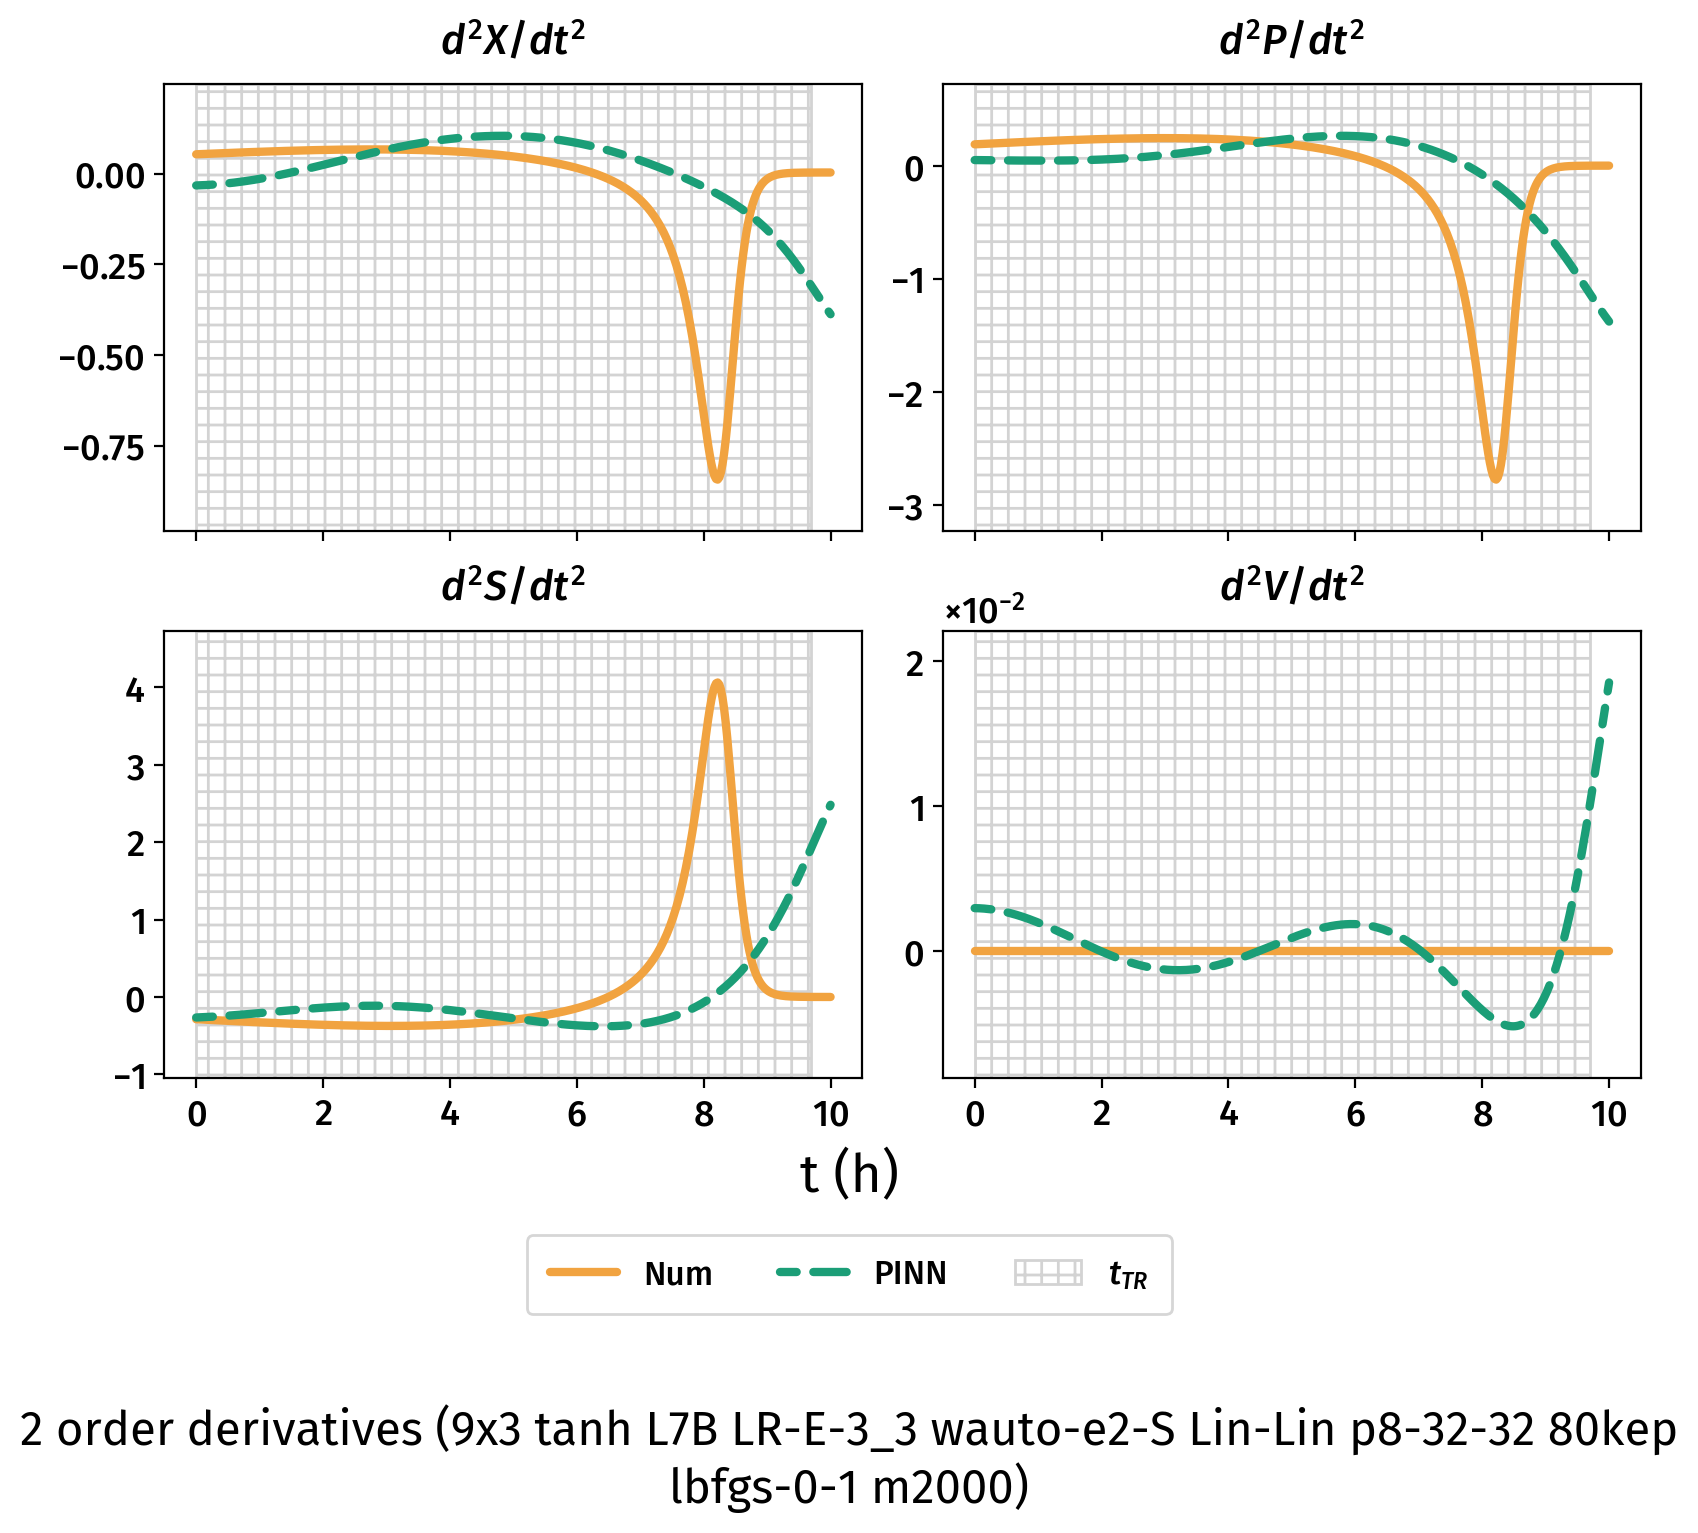 d²X/dt²
d²P/dt²
0.00
−0.25
−0.50
−0.75
0
−1
−2
−3
d²S/dt²
d²V/dt²
×10⁻²
4
3
2
1
0
−1
2
1
0
0 2 4 6 8 10
0 2 4 6 8 10
t (h)
Num PINN t_TR
2 order derivatives (9x3 tanh L7B LR-E-3_3 wauto-e2-S Lin-Lin p8-32-32 80kep
lbfgs-0-1 m2000)